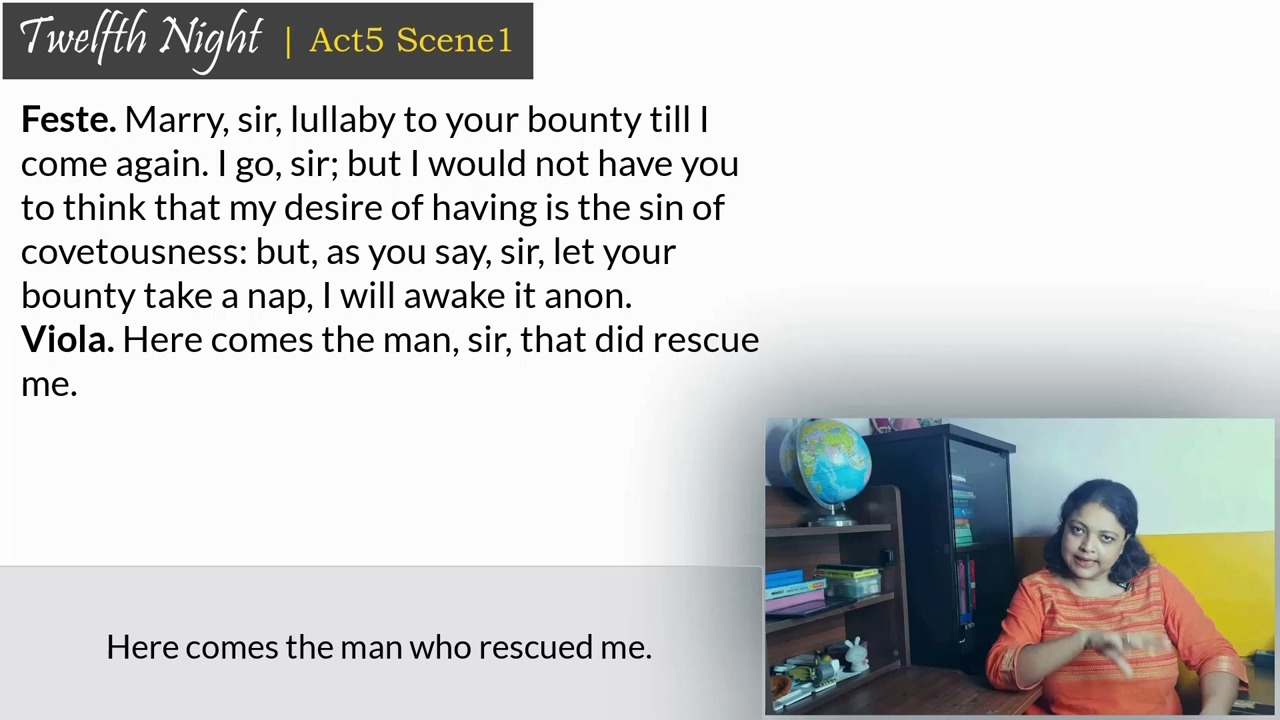 Twelfth Night | Act5 Scene1
Feste. Marry, sir, lullaby to your bounty till I
come again. I go, sir; but I would not have you
to think that my desire of having is the sin of
covetousness: but, as you say, sir, let your
bounty take a nap, I will awake it anon.
Viola. Here comes the man, sir, that did rescue
me.
Here comes the man who rescued me.